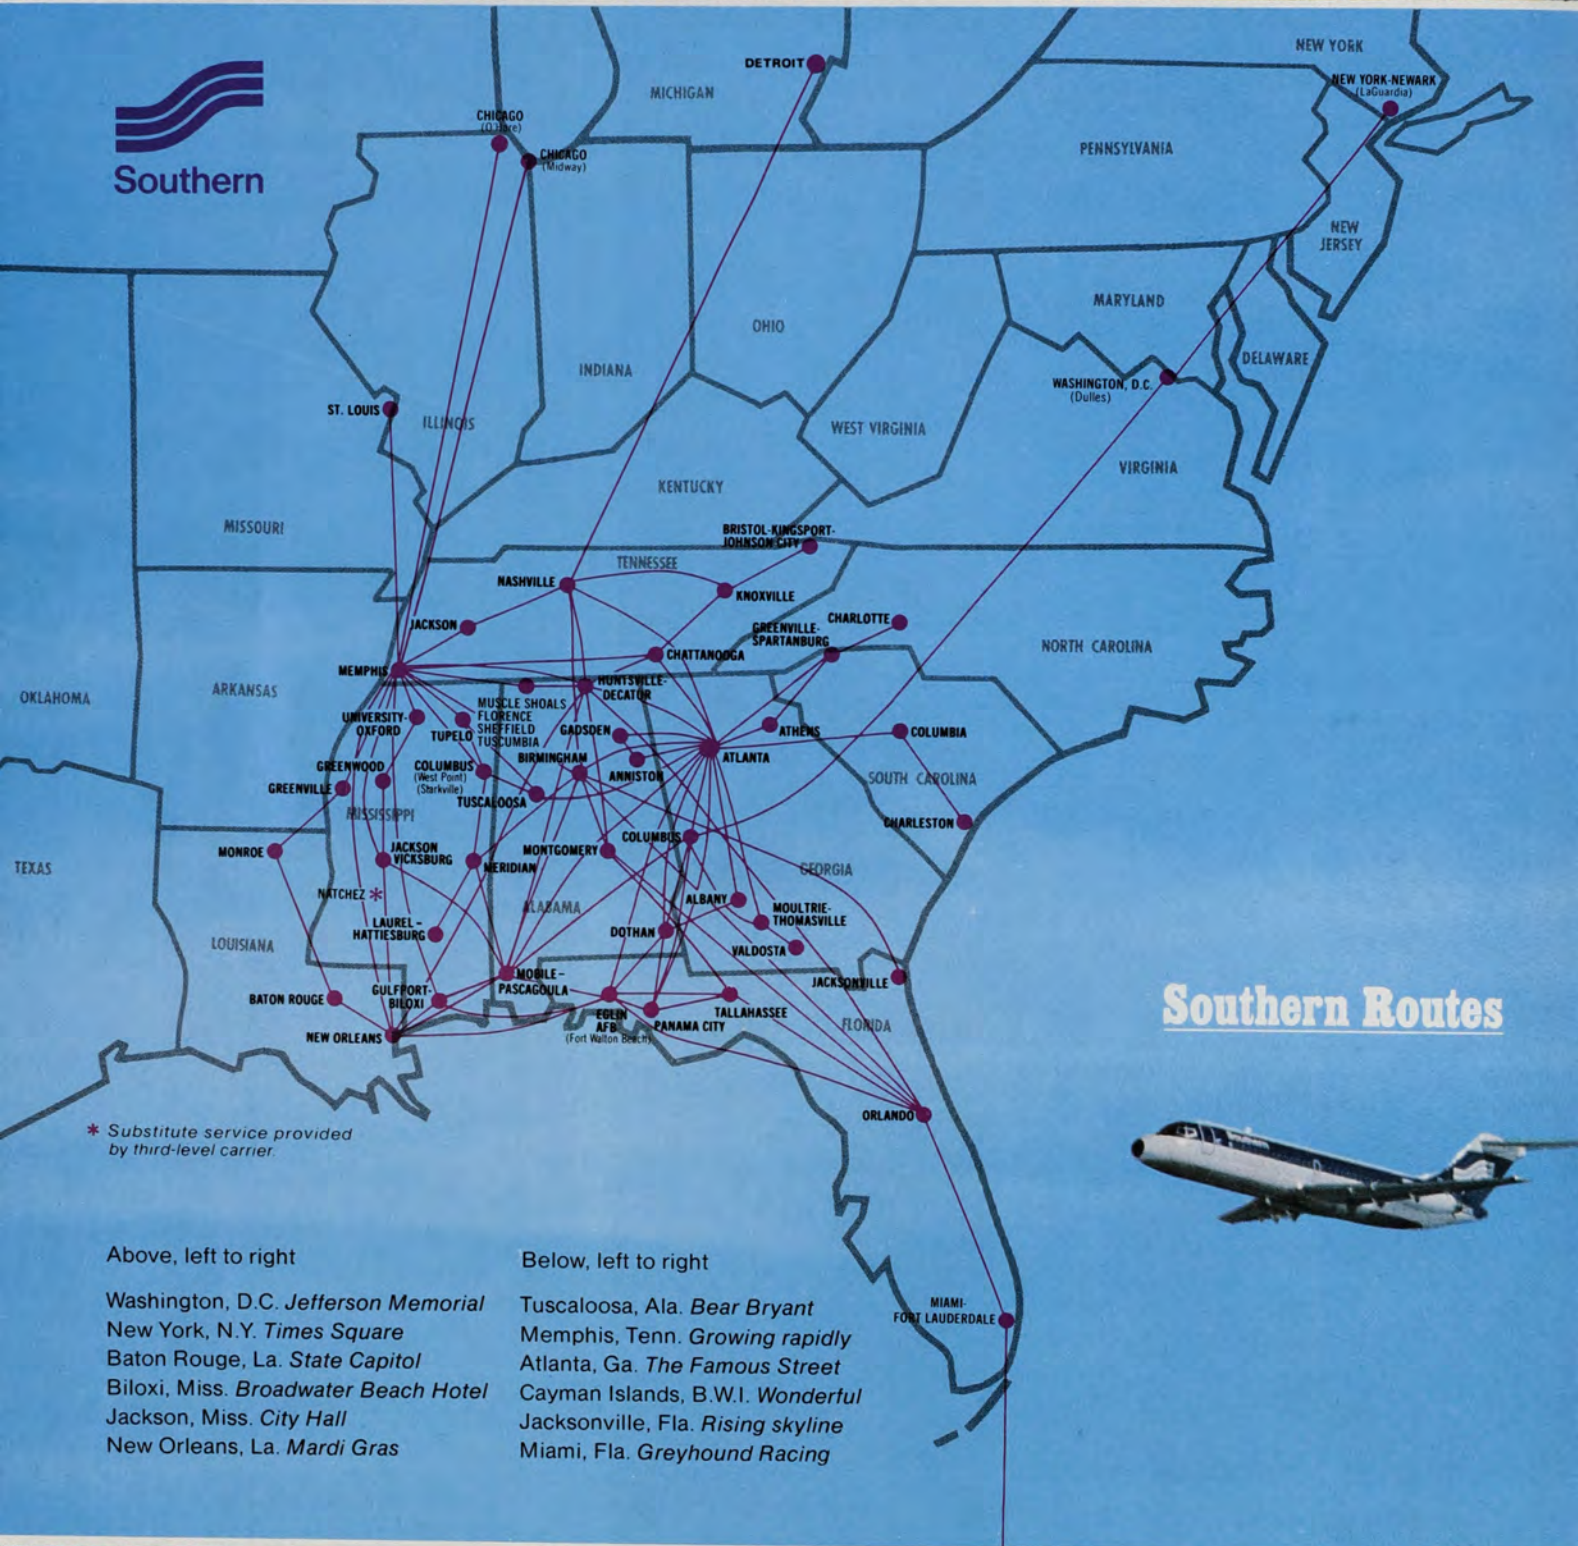 Southern
NEW YORK
NEW YORK-NEWARK
(LaGuardia)
DETROIT
MICHIGAN
CHICAGO
(O'Hare)
CHICAGO
(Midway)
PENNSYLVANIA
NEW
JERSEY
MARYLAND
OHIO
DELAWARE
INDIANA
WASHINGTON, D.C.
(Dulles)
ST. LOUIS
ILLINOIS
WEST VIRGINIA
VIRGINIA
KENTUCKY
MISSOURI
BRISTOL-KINGSPORT-
JOHNSON CITY
TENNESSEE
NASHVILLE
KNOXVILLE
JACKSON
CHARLOTTE
GREENVILLE-
SPARTANBURG
NORTH CAROLINA
CHATTANOOGA
MEMPHIS
HUNTSVILLE-
DECATUR
OKLAHOMA
ARKANSAS
MUSCLE SHOALS
FLORENCE
SHEFFIELD
TUSCUMBIA
UNIVERSITY-
OXFORD
TUPELO
GADSDEN
ATHENS
COLUMBIA
BIRMINGHAM
ATLANTA
GREENWOOD
COLUMBUS
(West Point)
(Starkville)
ANNISTON
SOUTH CAROLINA
GREENVILLE
TUSCALOOSA
MISSISSIPPI
CHARLESTON
COLUMBUS
MONROE
JACKSON
VICKSBURG
MONTGOMERY
MERIDIAN
TEXAS
GEORGIA
NATCHEZ *
ALBANY
ALABAMA
MOULTRIE-
THOMASVILLE
LAUREL-
HATTIESBURG
DOTHAN
LOUISIANA
VALDOSTA
MOBILE-
PASCAGOULA
JACKSONVILLE
GULFPORT-
BILOXI
BATON ROUGE
EGLIN
AFB
(Fort Walton Beach)
PANAMA CITY
TALLAHASSEE
FLORIDA
NEW ORLEANS
Southern Routes
ORLANDO
* Substitute service provided
by third-level carrier.
MIAMI-
FORT LAUDERDALE
Above, left to right
Washington, D.C. Jefferson Memorial
New York, N.Y. Times Square
Baton Rouge, La. State Capitol
Biloxi, Miss. Broadwater Beach Hotel
Jackson, Miss. City Hall
New Orleans, La. Mardi Gras
Below, left to right
Tuscaloosa, Ala. Bear Bryant
Memphis, Tenn. Growing rapidly
Atlanta, Ga. The Famous Street
Cayman Islands, B.W.I. Wonderful
Jacksonville, Fla. Rising skyline
Miami, Fla. Greyhound Racing